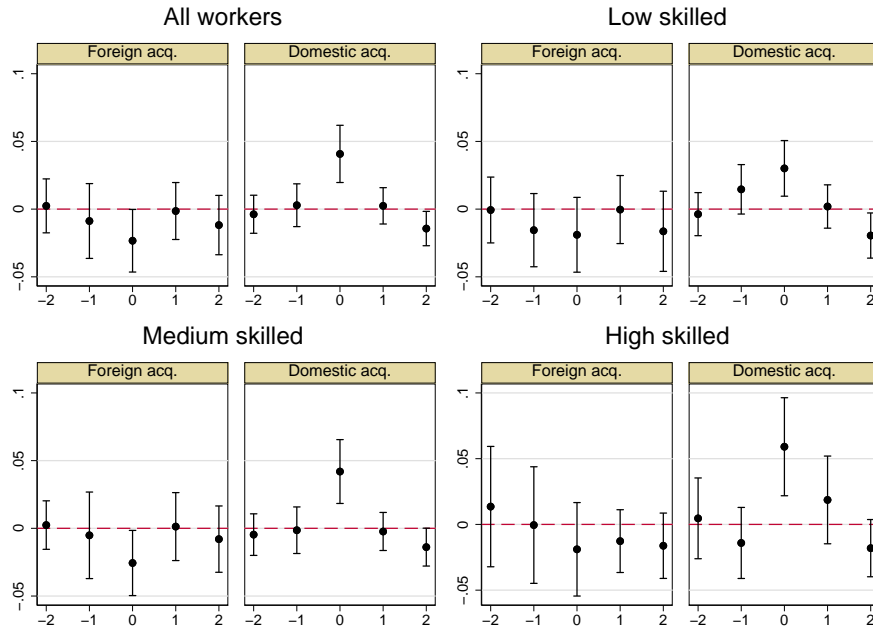 All workers
Foreign acq. Domestic acq.
.1
.05
0
−.05
−2 −1 0 1 2 −2 −1 0 1 2
Low skilled
Foreign acq. Domestic acq.
.1
.05
0
−.05
−2 −1 0 1 2 −2 −1 0 1 2
Medium skilled
Foreign acq. Domestic acq.
.1
.05
0
−.05
−2 −1 0 1 2 −2 −1 0 1 2
High skilled
Foreign acq. Domestic acq.
.1
.05
0
−.05
−2 −1 0 1 2 −2 −1 0 1 2